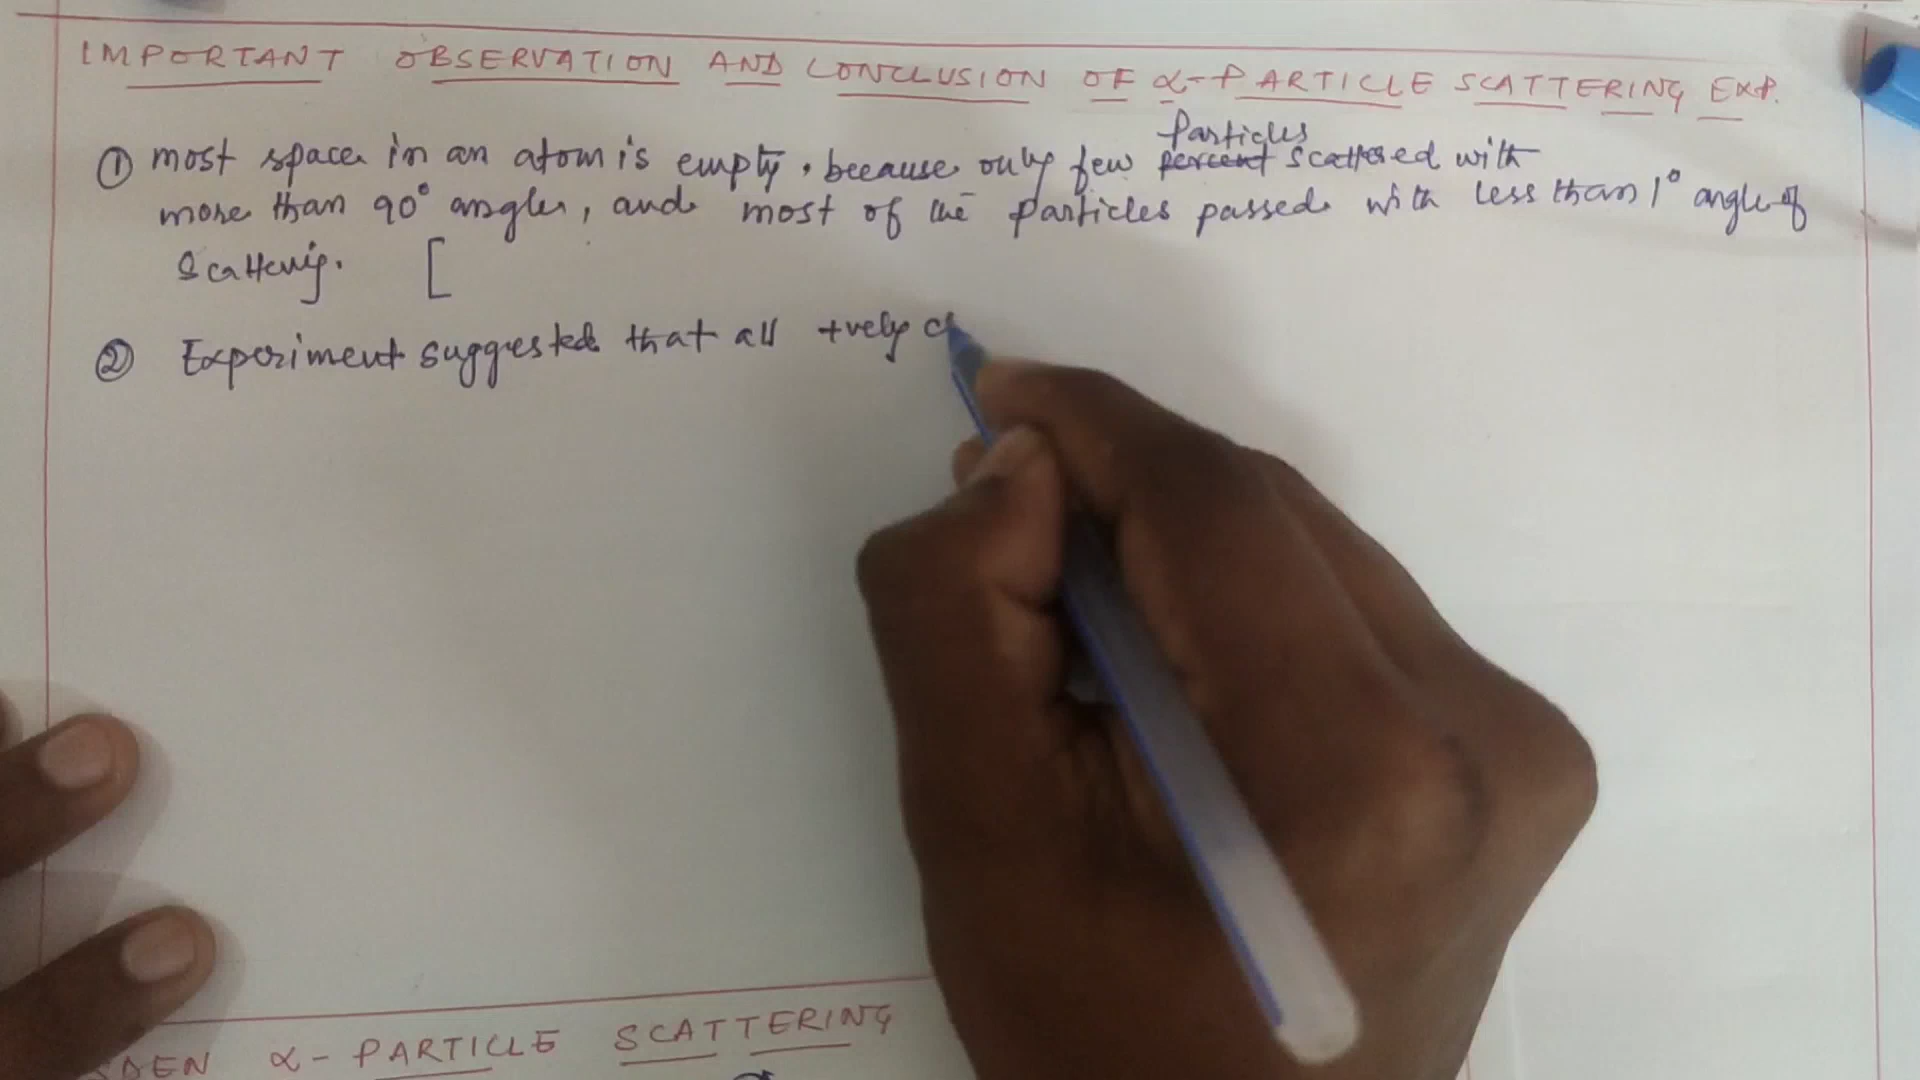 IMPORTANT OBSERVATION AND CONCLUSION OF α-PARTICLE SCATTERING EXP.
Particles
① most space in an atom is empty, because only few percent scattered with
more than 90° angles, and most of the particles passed with less than 1° angle of
scattering. [
② Experiment suggested that all +vely c
DEN α-PARTICLE SCATTERING